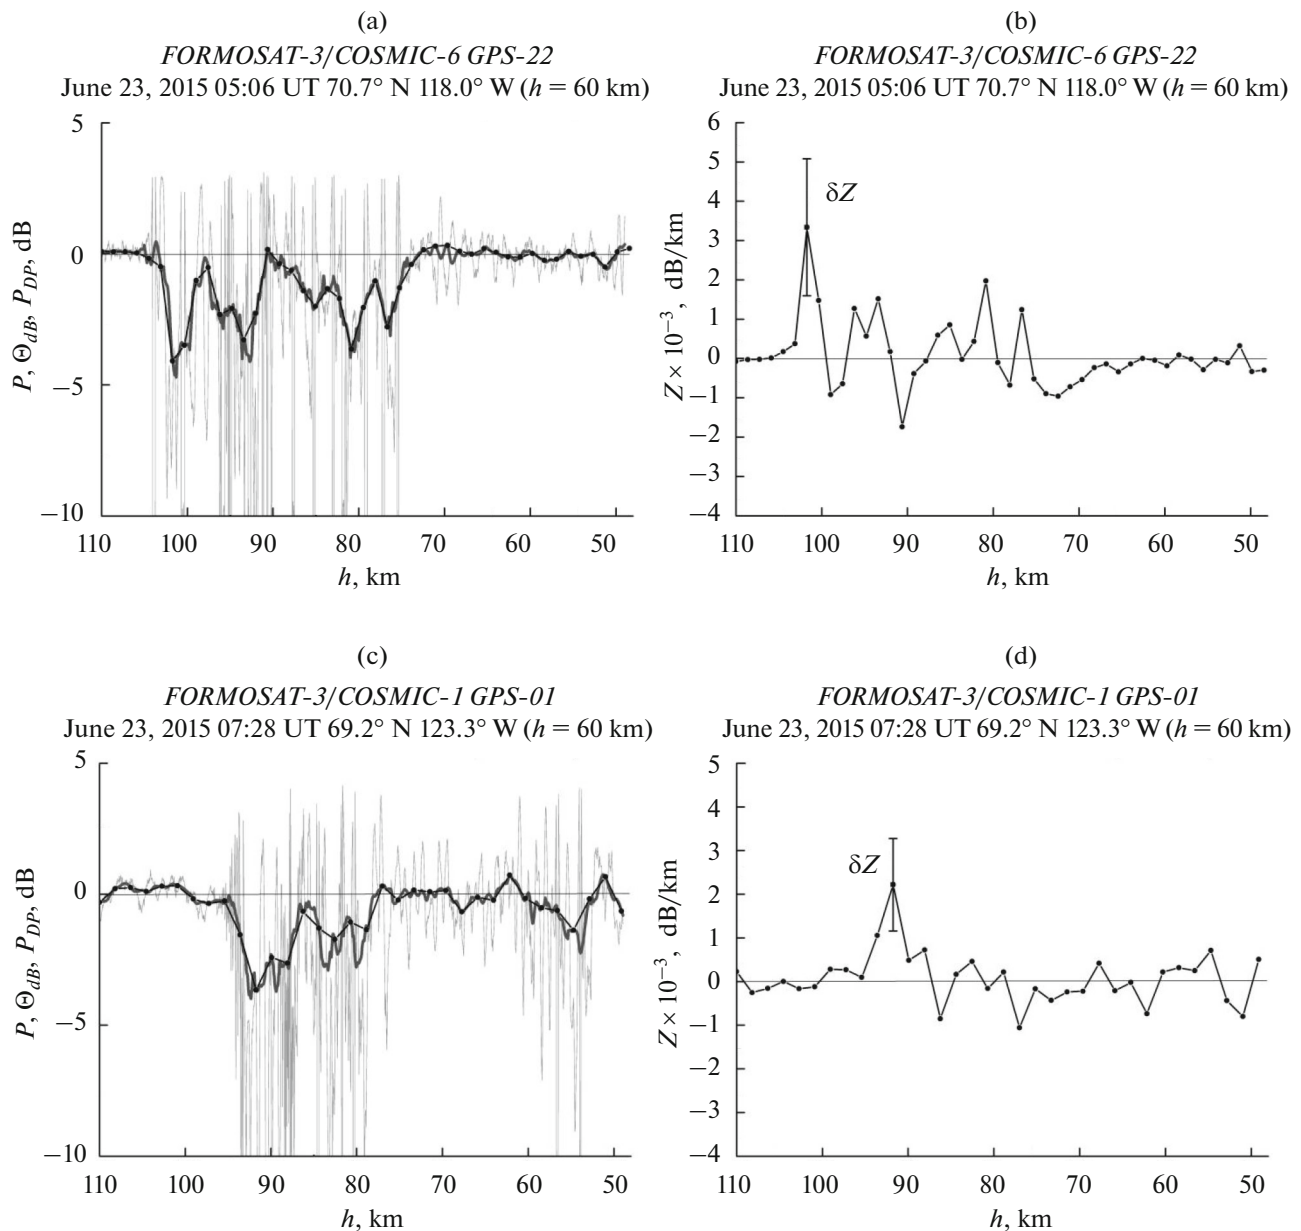 (a)
FORMOSAT-3/COSMIC-6 GPS-22
June 23, 2015 05:06 UT 70.7° N 118.0° W (h = 60 km)
5
0
−5
−10
P, Θ_dB, P_DP, dB
110 100 90 80 70 60 50
h, km
(b)
FORMOSAT-3/COSMIC-6 GPS-22
June 23, 2015 05:06 UT 70.7° N 118.0° W (h = 60 km)
6
5
4
3
2
1
0
−1
−2
−3
−4
Z × 10⁻³, dB/km
δZ
110 100 90 80 70 60 50
h, km
(c)
FORMOSAT-3/COSMIC-1 GPS-01
June 23, 2015 07:28 UT 69.2° N 123.3° W (h = 60 km)
5
0
−5
−10
P, Θ_dB, P_DP, dB
110 100 90 80 70 60 50
h, km
(d)
FORMOSAT-3/COSMIC-1 GPS-01
June 23, 2015 07:28 UT 69.2° N 123.3° W (h = 60 km)
5
4
3
2
1
0
−1
−2
−3
−4
Z × 10⁻³, dB/km
δZ
110 100 90 80 70 60 50
h, km